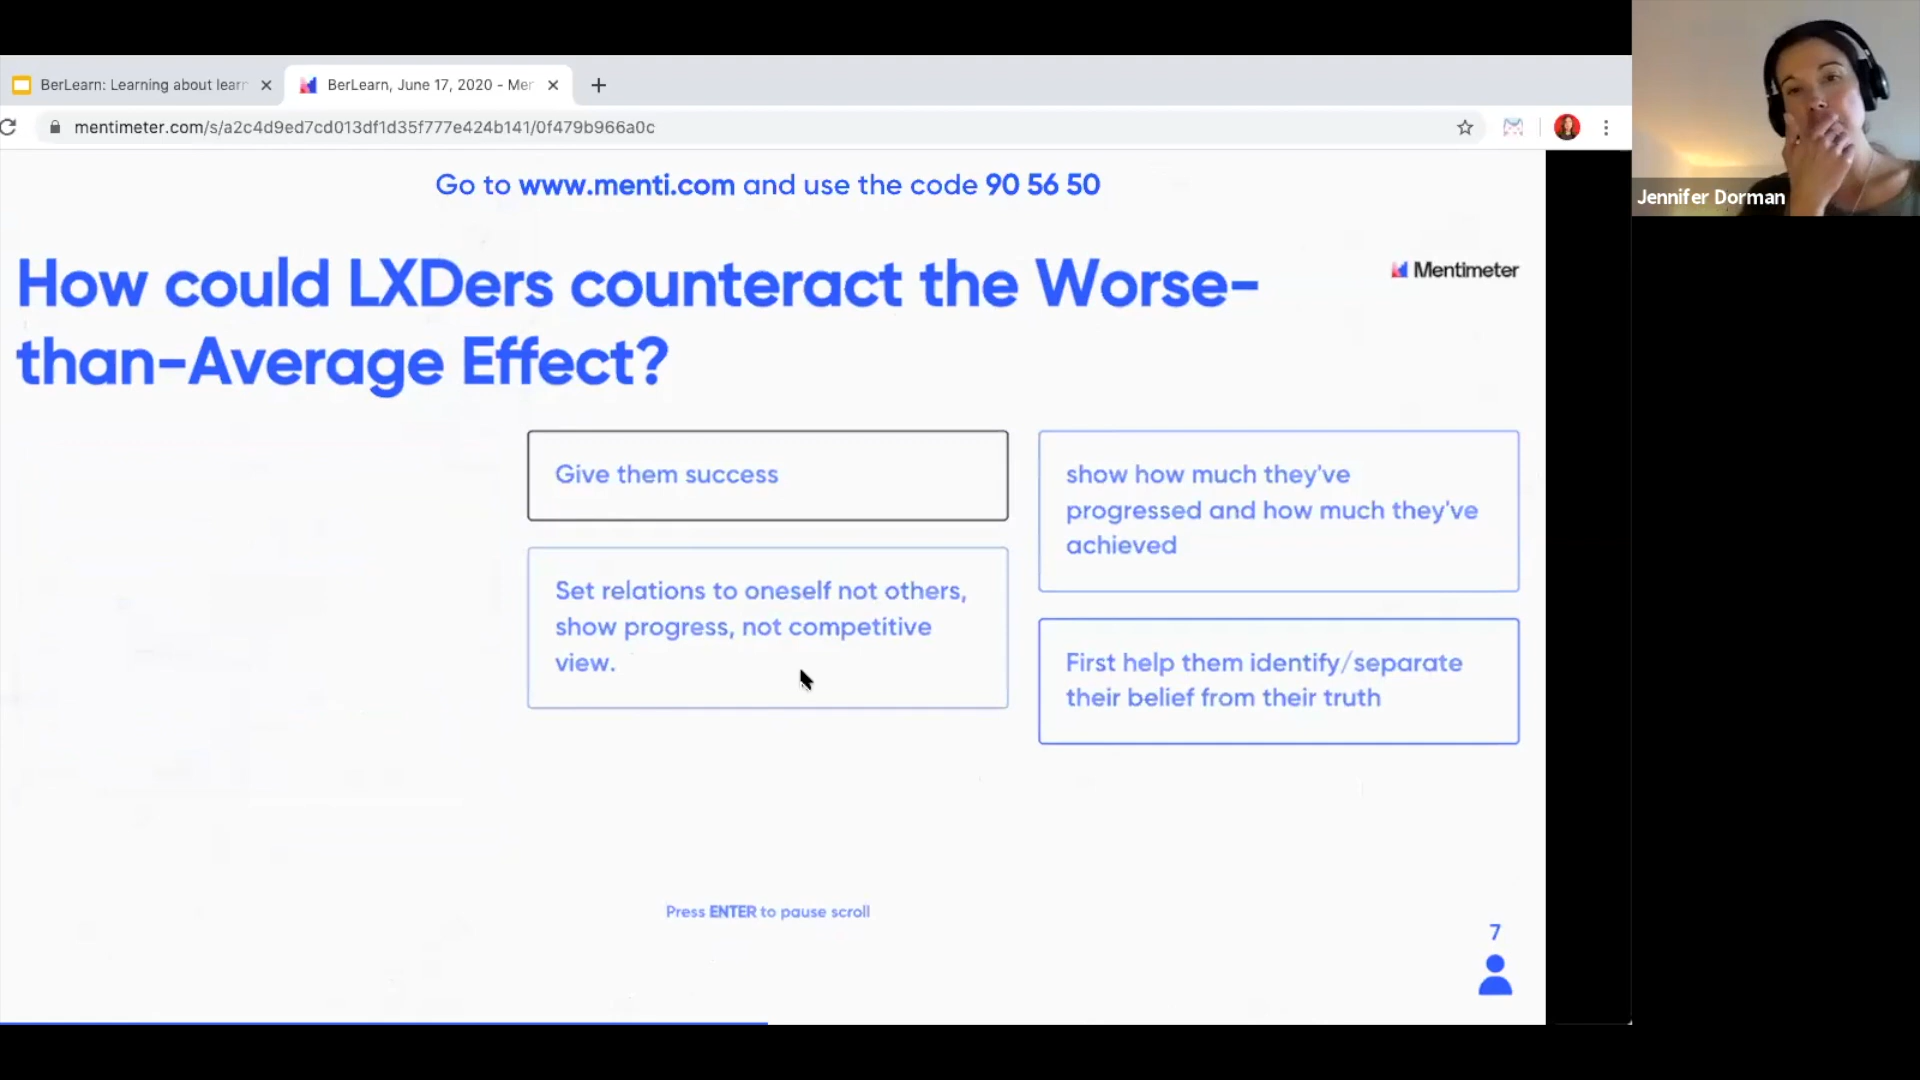 BerLearn: Learning about learn
BerLearn, June 17, 2020 - Men
mentimeter.com/s/a2c4d9ed7cd013df1d35f777e424b141/0f479b966a0c
Jennifer Dorman
Go to www.menti.com and use the code 90 56 50
How could LXDers counteract the Worse-
than-Average Effect?
Mentimeter
Give them success
Set relations to oneself not others,
show progress, not competitive
view.
show how much they've
progressed and how much they've
achieved
First help them identify/separate
their belief from their truth
Press ENTER to pause scroll
7